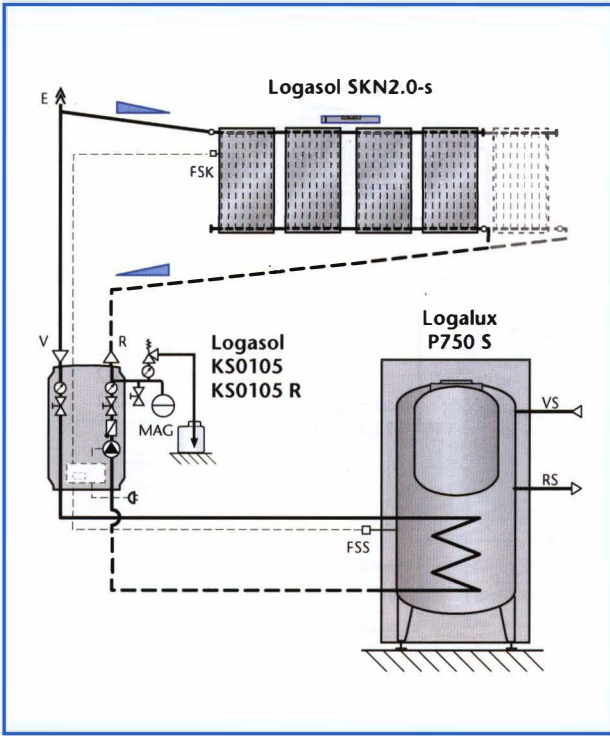 Logasol SKN2.0-s
E
FSK
V
R
Logasol
KS0105
KS0105 R
MAG
Logalux
P750 S
VS
RS
FSS